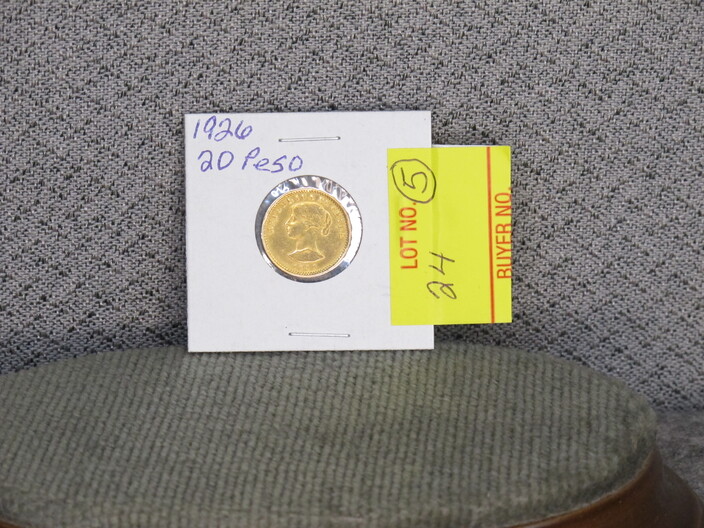 1926
20 Peso
LOT NO. 5
24
BUYER NO.